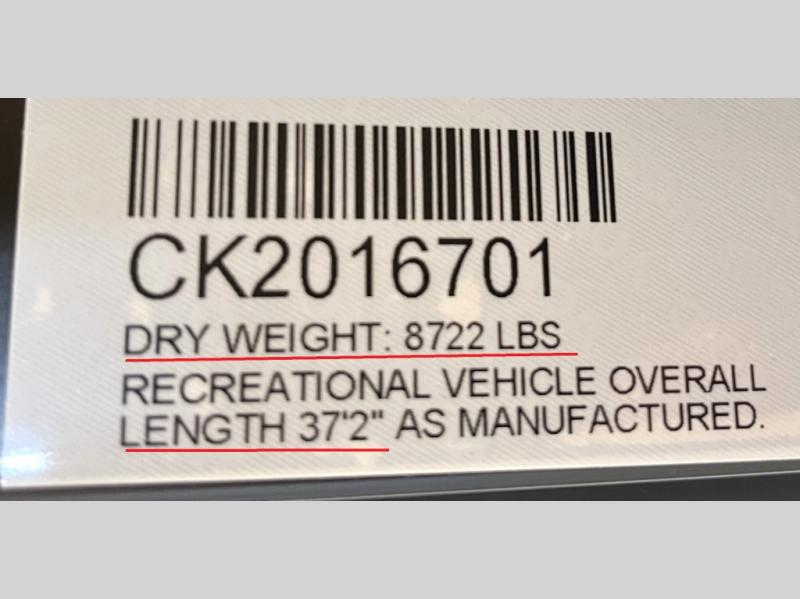 CK2016701
DRY WEIGHT: 8722 LBS
RECREATIONAL VEHICLE OVERALL
LENGTH 37'2" AS MANUFACTURED.